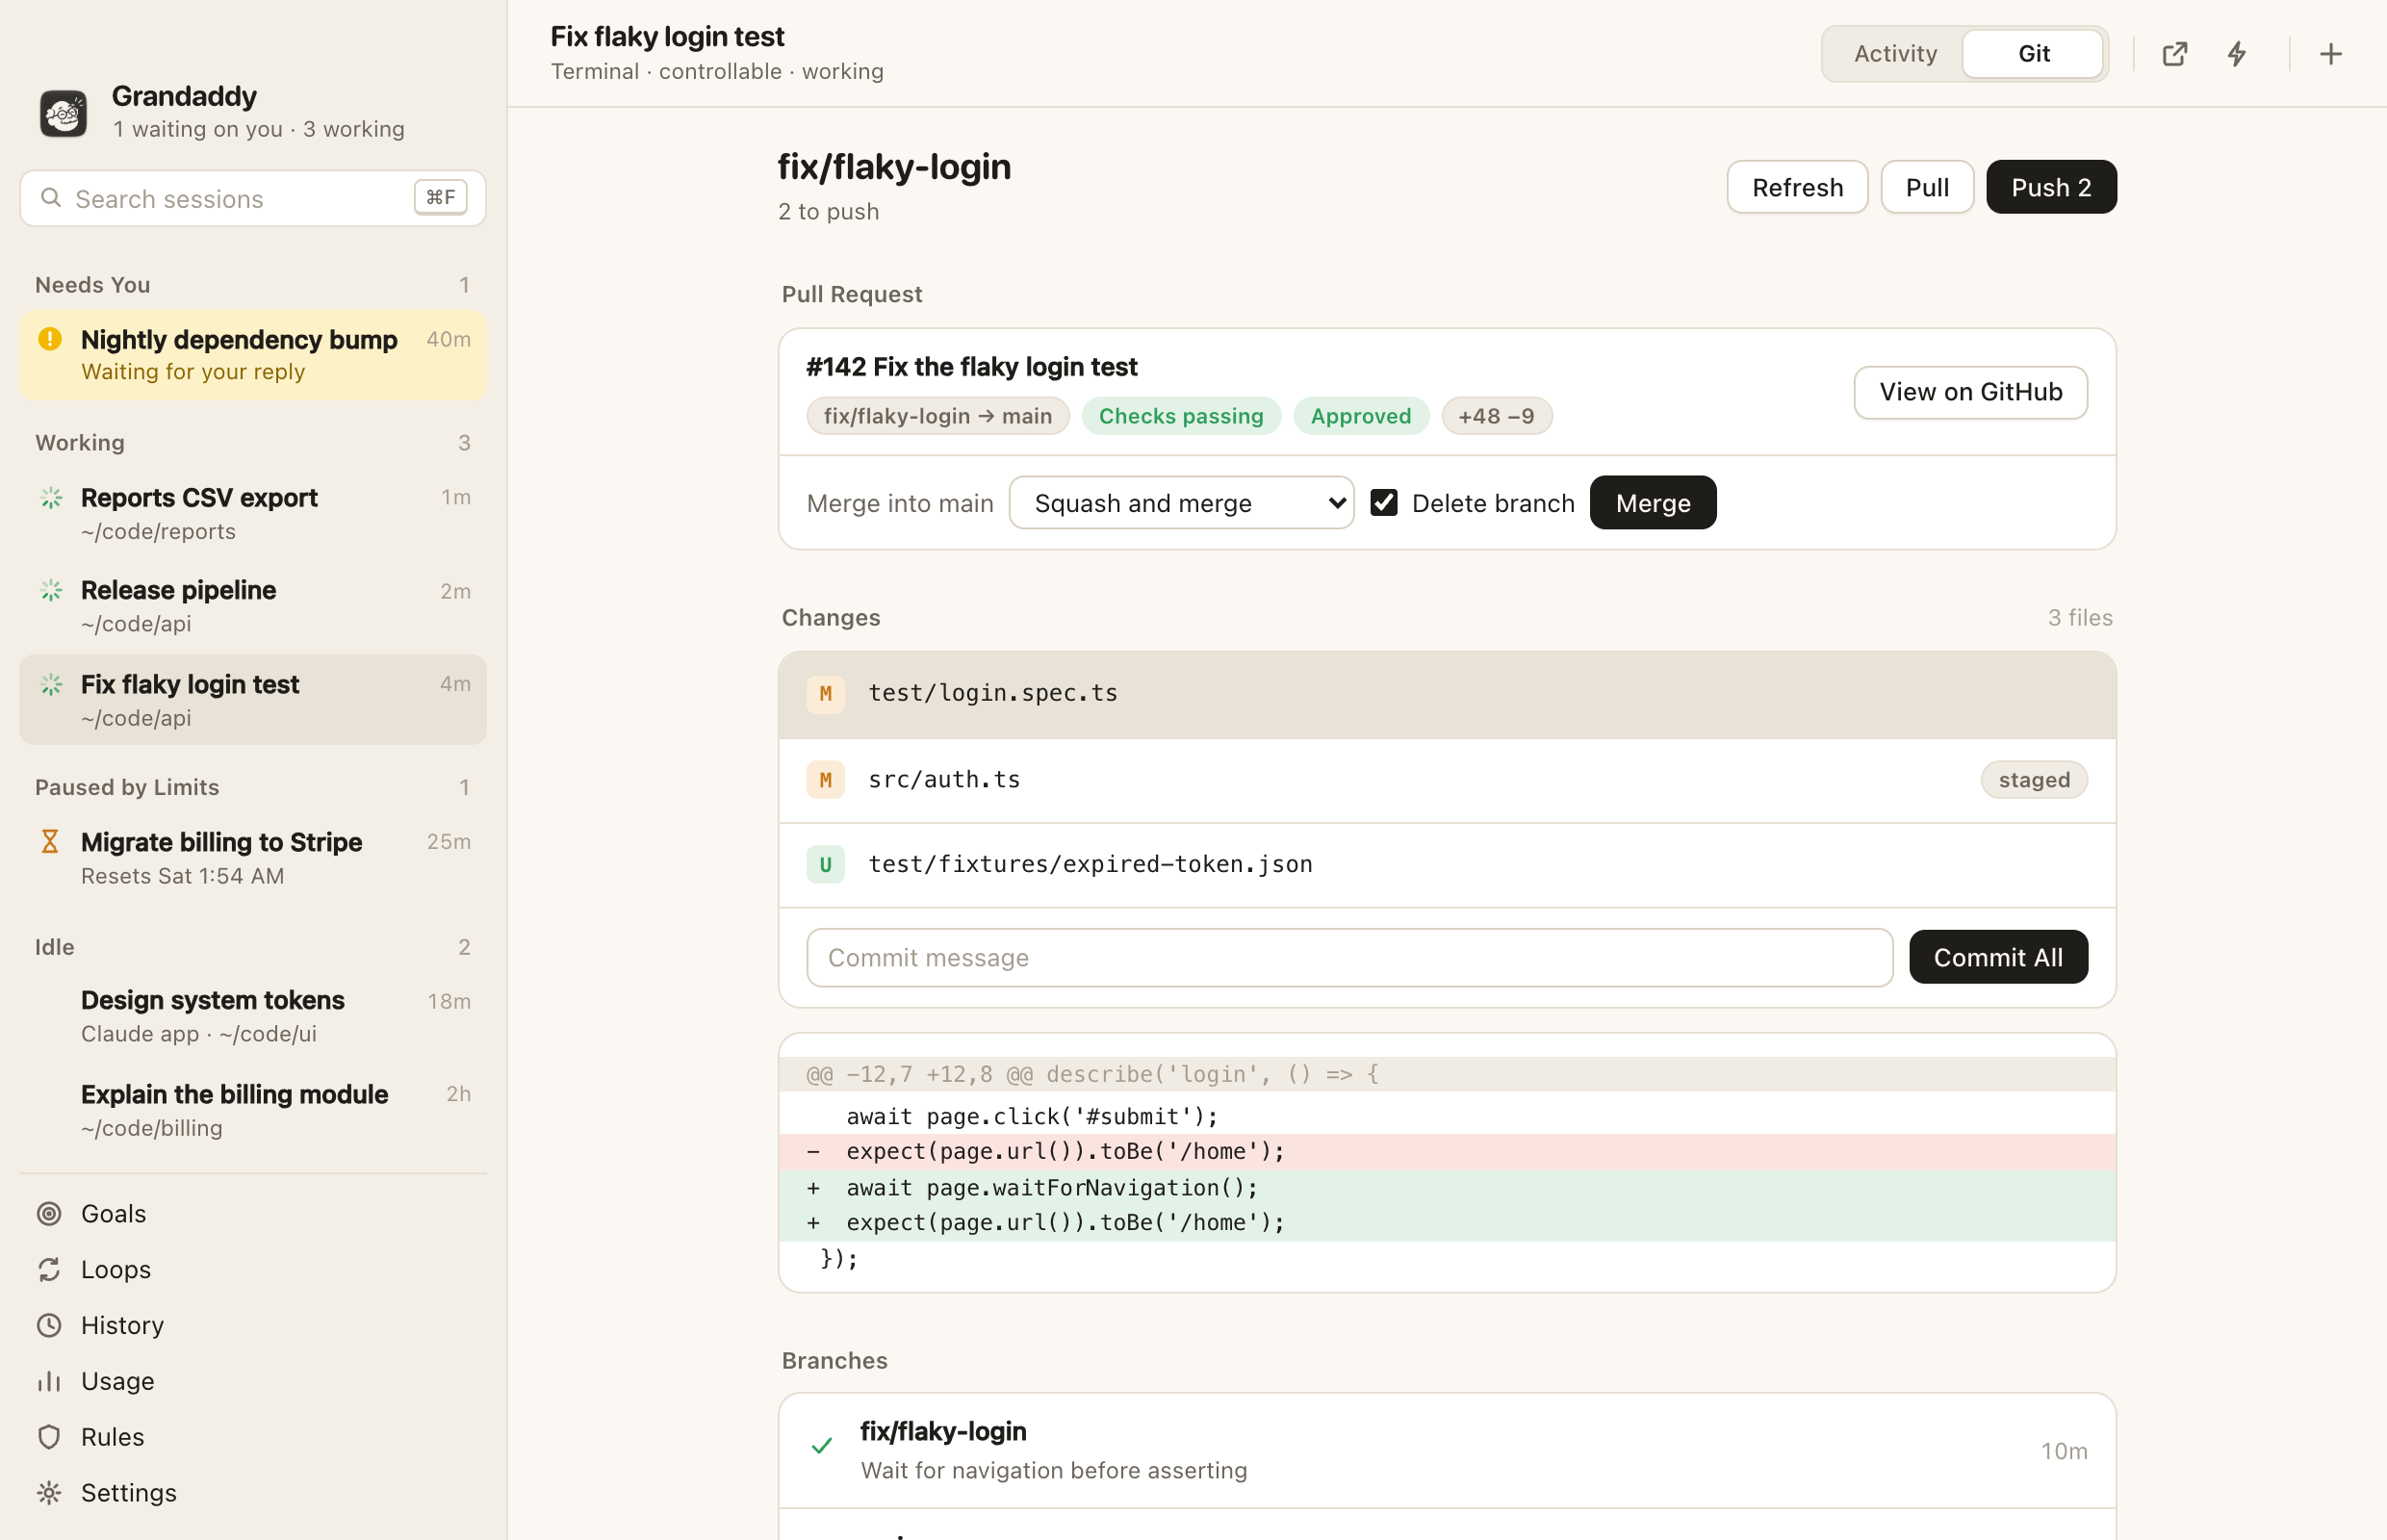 Grandaddy
1 waiting on you · 3 working
Search sessions ⌘F
Needs You 1
Nightly dependency bump 40m
Waiting for your reply
Working 3
Reports CSV export 1m
~/code/reports
Release pipeline 2m
~/code/api
Fix flaky login test 4m
~/code/api
Paused by Limits 1
Migrate billing to Stripe 25m
Resets Sat 1:54 AM
Idle 2
Design system tokens 18m
Claude app · ~/code/ui
Explain the billing module 2h
~/code/billing
Goals
Loops
History
Usage
Rules
Settings
Fix flaky login test
Terminal · controllable · working
Activity Git
fix/flaky-login
2 to push
Refresh Pull Push 2
Pull Request
#142 Fix the flaky login test
fix/flaky-login → main Checks passing Approved +48 −9
View on GitHub
Merge into main Squash and merge Delete branch Merge
Changes 3 files
M test/login.spec.ts
M src/auth.ts staged
U test/fixtures/expired-token.json
Commit message Commit All
@@ -12,7 +12,8 @@ describe('login', () => {
await page.click('#submit');
- expect(page.url()).toBe('/home');
+ await page.waitForNavigation();
+ expect(page.url()).toBe('/home');
});
Branches
fix/flaky-login
Wait for navigation before asserting 10m